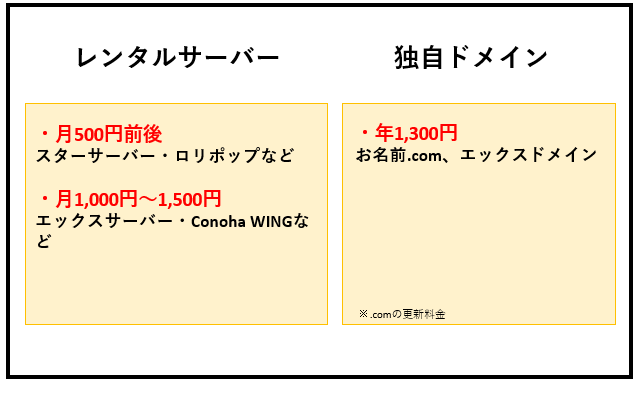 レンタルサーバー
・月500円前後
スターサーバー・ロリポップなど
・月1,000円～1,500円
エックスサーバー・Conoha WINGな
ど
独自ドメイン
・年1,300円
お名前.com、エックスドメイン
※ .comの更新料金